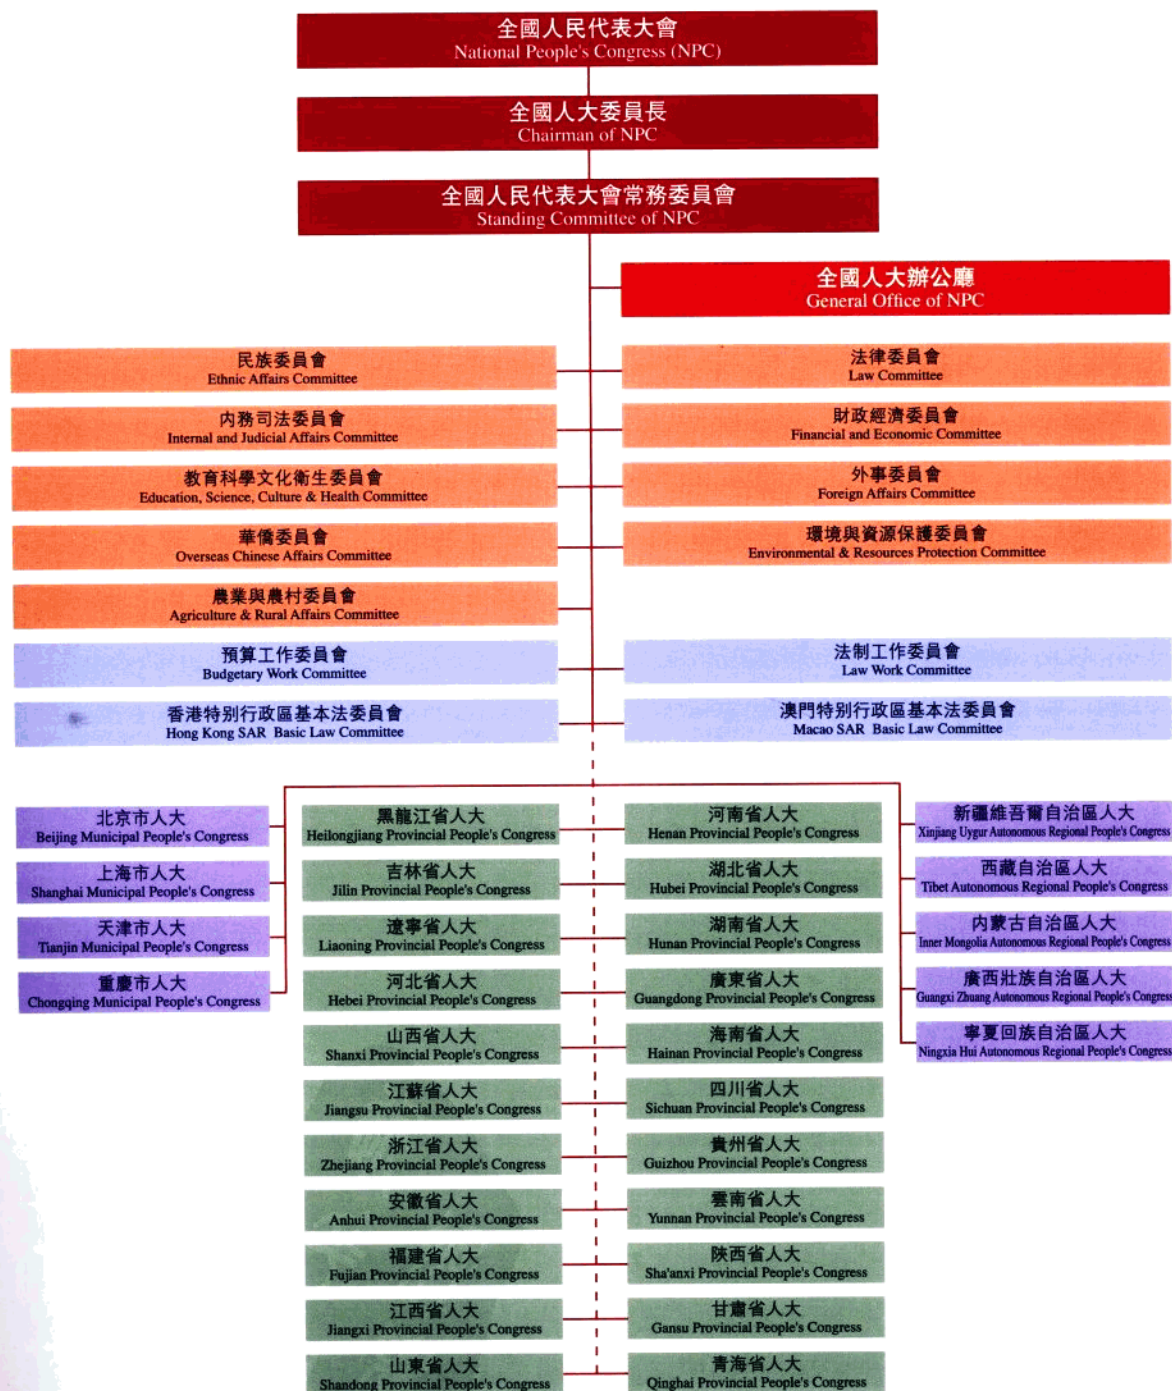 全國人民代表大會
National People's Congress (NPC)
全國人大委員長
Chairman of NPC
全國人民代表大會常務委員會
Standing Committee of NPC
全國人大辦公廳
General Office of NPC
民族委員會
Ethnic Affairs Committee
法律委員會
Law Committee
内務司法委員會
Internal and Judicial Affairs Committee
財政經濟委員會
Financial and Economic Committee
教育科學文化衛生委員會
Education, Science, Culture & Health Committee
外事委員會
Foreign Affairs Committee
華僑委員會
Overseas Chinese Affairs Committee
環境與資源保護委員會
Environmental & Resources Protection Committee
農業與農村委員會
Agriculture & Rural Affairs Committee
預算工作委員會
Budgetary Work Committee
法制工作委員會
Law Work Committee
香港特别行政區基本法委員會
Hong Kong SAR Basic Law Committee
澳門特别行政區基本法委員會
Macao SAR Basic Law Committee
北京市人大
Beijing Municipal People's Congress
上海市人大
Shanghai Municipal People's Congress
天津市人大
Tianjin Municipal People's Congress
重慶市人大
Chongqing Municipal People's Congress
黑龍江省人大
Heilongjiang Provincial People's Congress
吉林省人大
Jilin Provincial People's Congress
遼寧省人大
Liaoning Provincial People's Congress
河北省人大
Hebei Provincial People's Congress
山西省人大
Shanxi Provincial People's Congress
江蘇省人大
Jiangsu Provincial People's Congress
浙江省人大
Zhejiang Provincial People's Congress
安徽省人大
Anhui Provincial People's Congress
福建省人大
Fujian Provincial People's Congress
江西省人大
Jiangxi Provincial People's Congress
山東省人大
Shandong Provincial People's Congress
河南省人大
Henan Provincial People's Congress
湖北省人大
Hubei Provincial People's Congress
湖南省人大
Hunan Provincial People's Congress
廣東省人大
Guangdong Provincial People's Congress
海南省人大
Hainan Provincial People's Congress
四川省人大
Sichuan Provincial People's Congress
貴州省人大
Guizhou Provincial People's Congress
雲南省人大
Yunnan Provincial People's Congress
陝西省人大
Sha'anxi Provincial People's Congress
甘肅省人大
Gansu Provincial People's Congress
青海省人大
Qinghai Provincial People's Congress
新疆維吾爾自治區人大
Xinjiang Uygur Autonomous Regional People's Congress
西藏自治區人大
Tibet Autonomous Regional People's Congress
内蒙古自治區人大
Inner Mongolia Autonomous Regional People's Congress
廣西壯族自治區人大
Guangxi Zhuang Autonomous Regional People's Congress
寧夏回族自治區人大
Ningxia Hui Autonomous Regional People's Congress